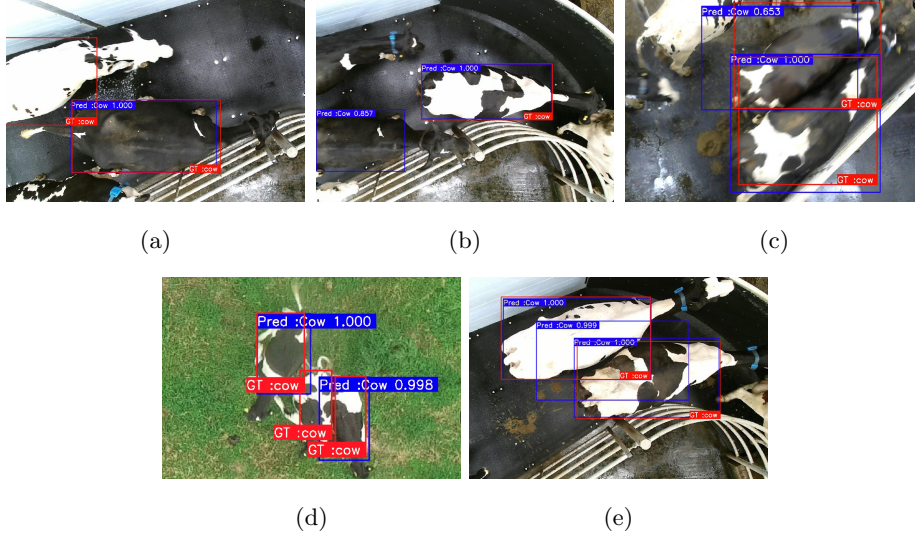 Pred :Cow 1.000
GT :cow
GT :cow
Pred :Cow 1.000
Pred :Cow 0.857
GT :cow
Pred :Cow 0.653
Pred :Cow 1.000
GT :cow
GT :cow
(a)
(b)
(c)
Pred :Cow 1.000
GT :cow
Pred :Cow 0.998
GT :cow
GT :cow
Pred :Cow 1.000
Pred :Cow 0.999
Pred :Cow 1.000
GT :cow
GT :cow
(d)
(e)